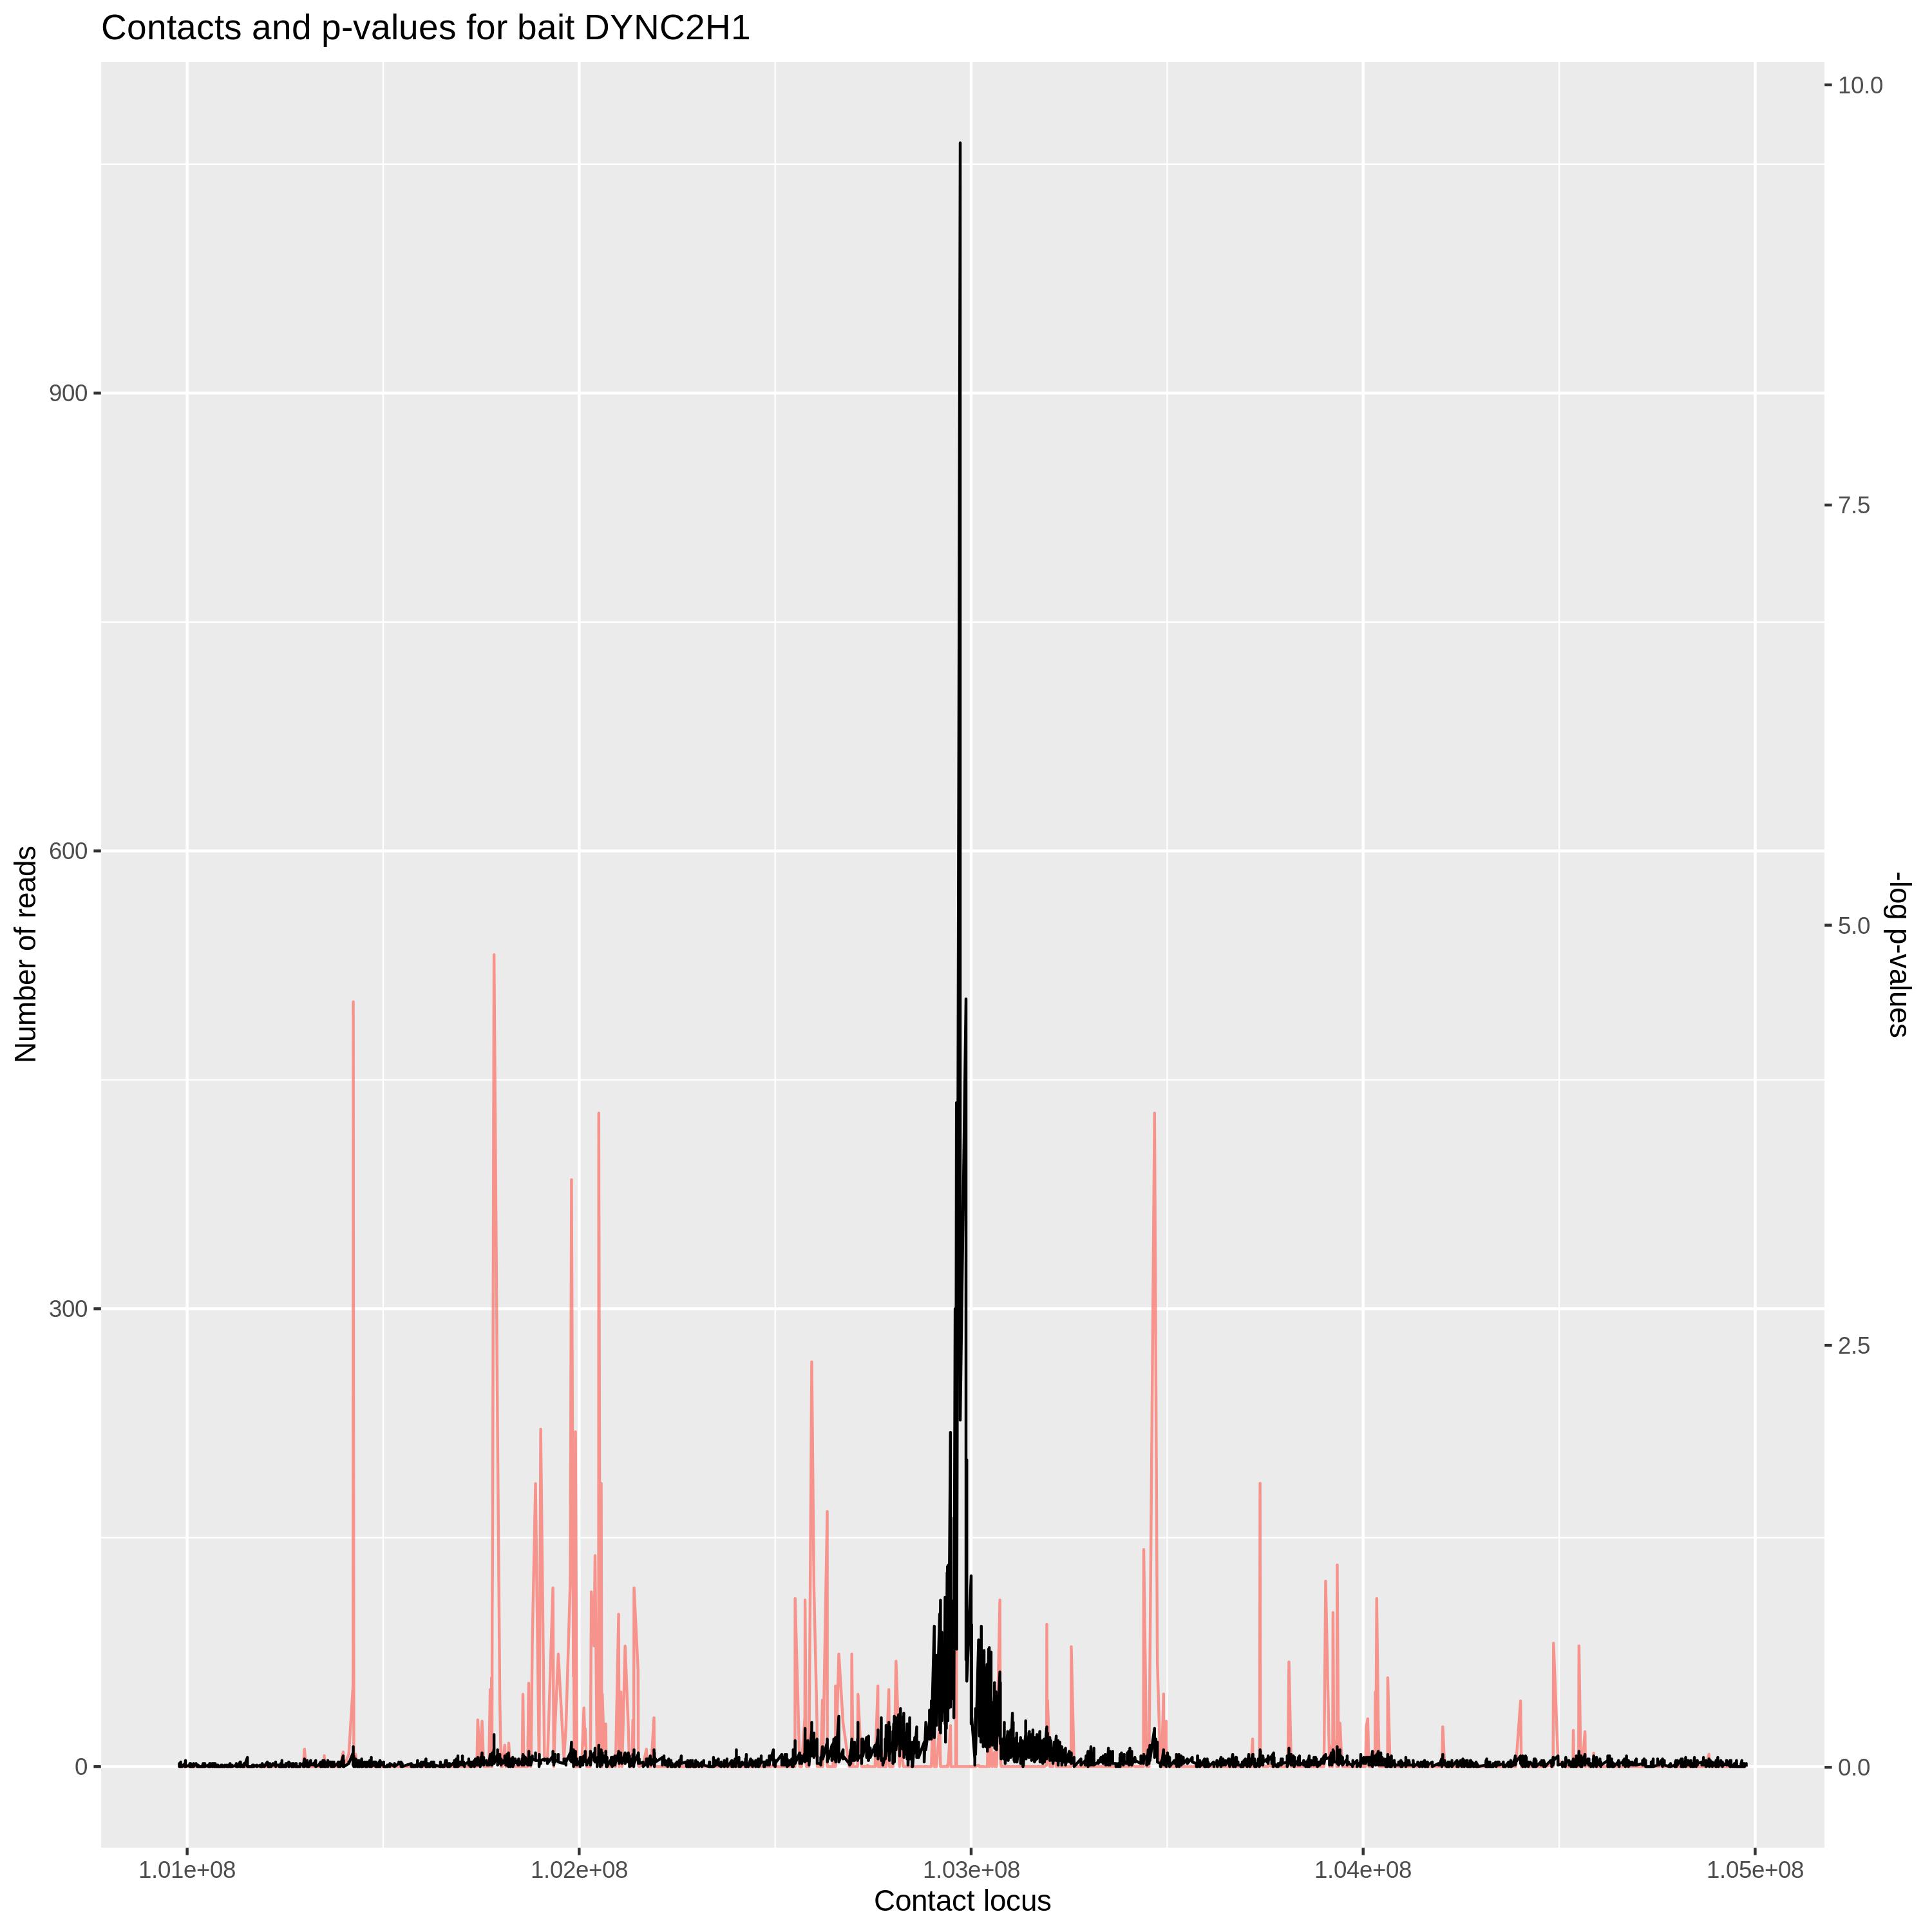 Contacts and p-values for bait DYNC2H1
10.0
900
7.5
600
5.0
Number of reads
-log p-values
300
2.5
0
0.0
1.01e+08 1.02e+08 1.03e+08 1.04e+08 1.05e+08
Contact locus